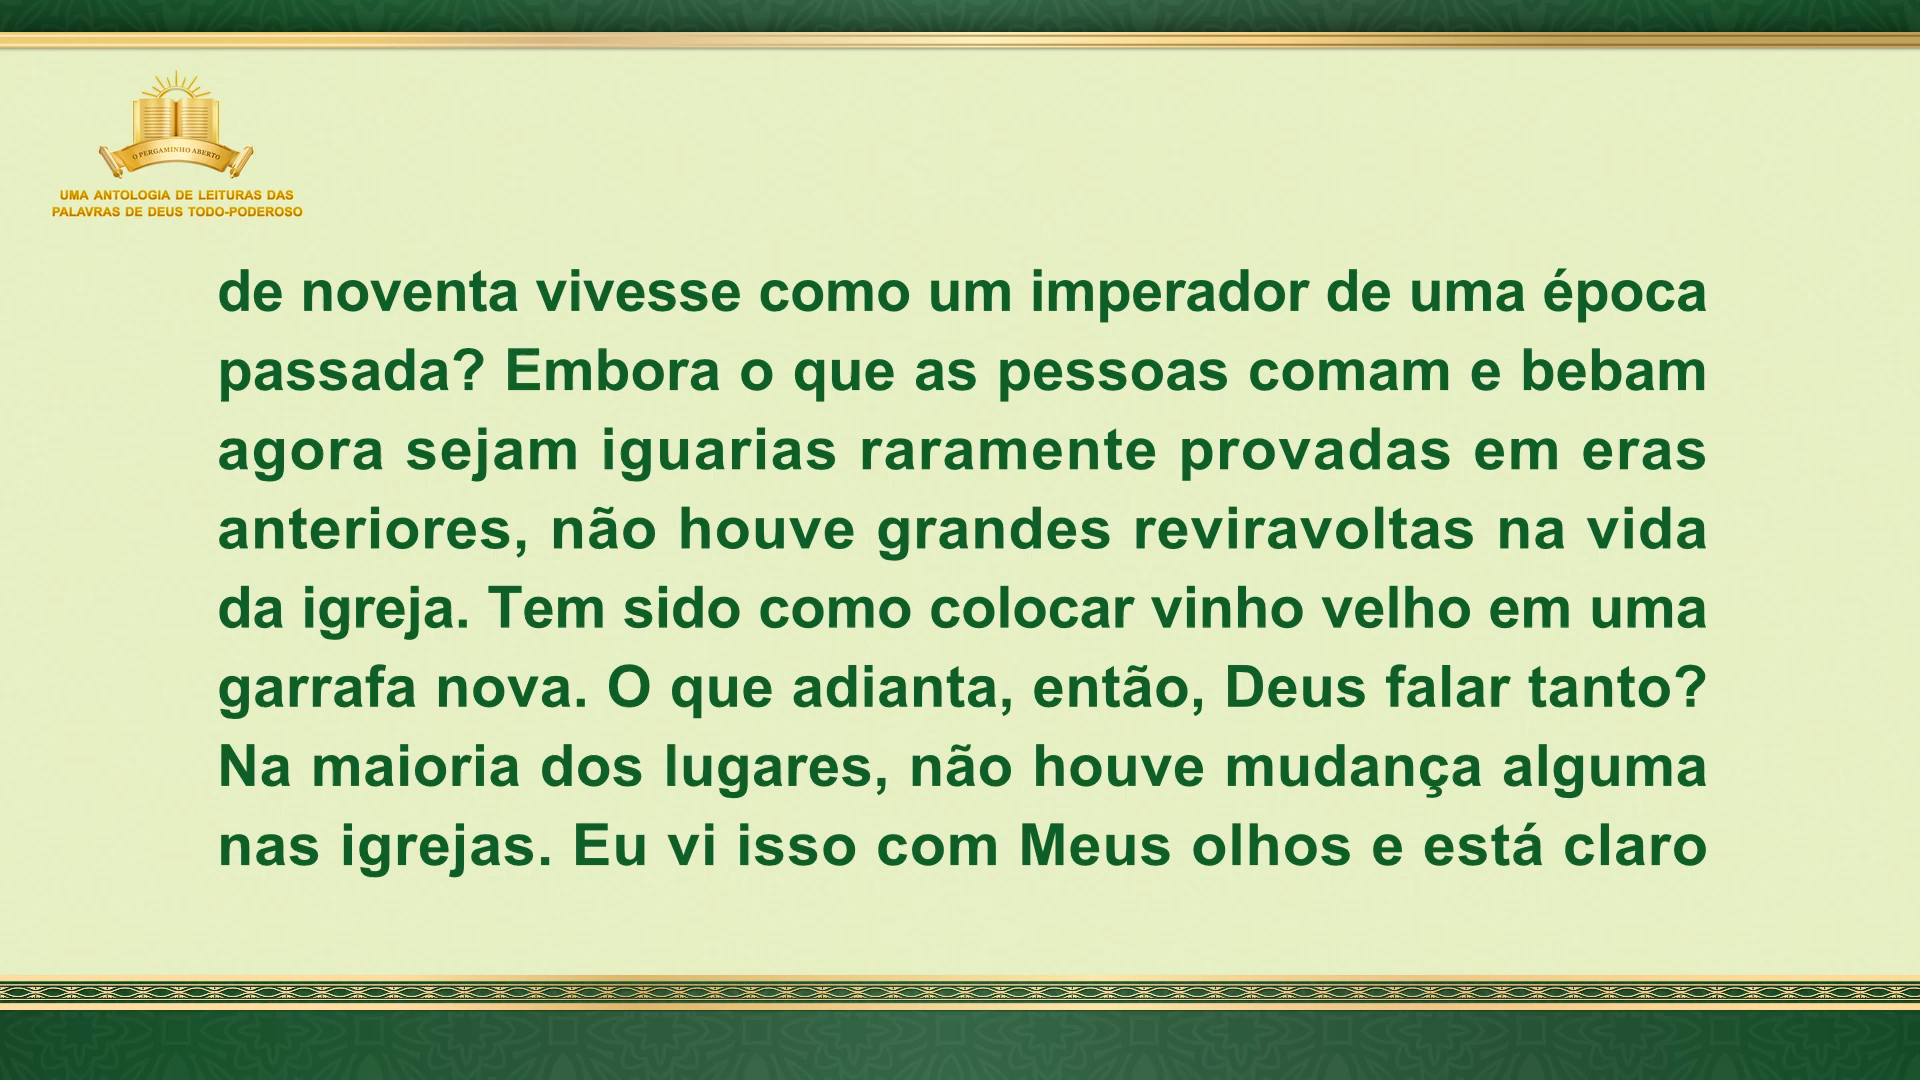 O PERGAMINHO ABERTO
UMA ANTOLOGIA DE LEITURAS DAS
PALAVRAS DE DEUS TODO-PODEROSO
de noventa vivesse como um imperador de uma época
passada? Embora o que as pessoas comam e bebam
agora sejam iguarias raramente provadas em eras
anteriores, não houve grandes reviravoltas na vida
da igreja. Tem sido como colocar vinho velho em uma
garrafa nova. O que adianta, então, Deus falar tanto?
Na maioria dos lugares, não houve mudança alguma
nas igrejas. Eu vi isso com Meus olhos e está claro